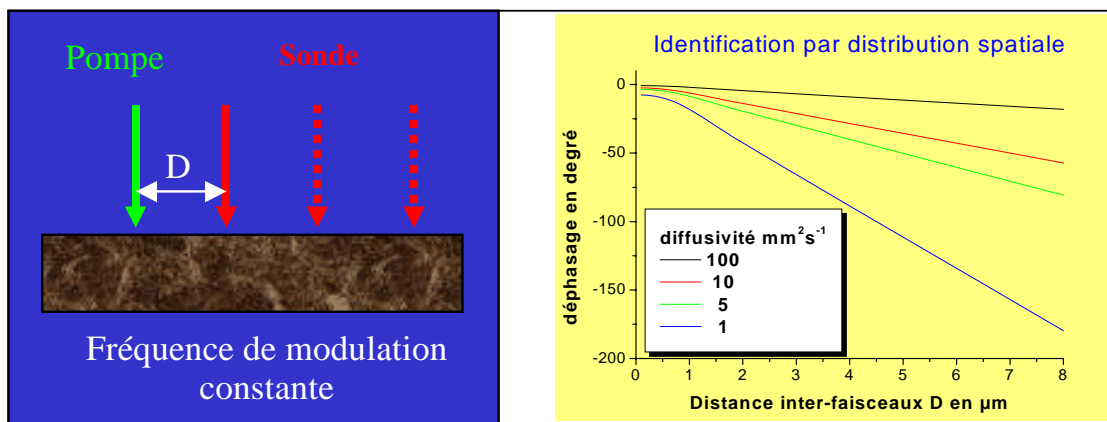 Pompe
Sonde
D
Fréquence de modulation
constante
Identification par distribution spatiale
déphasage en degré
0
-50
-100
-150
-200
diffusivité mm²s⁻¹
100
10
5
1
0 1 2 3 4 5 6 7 8
Distance inter-faisceaux D en µm